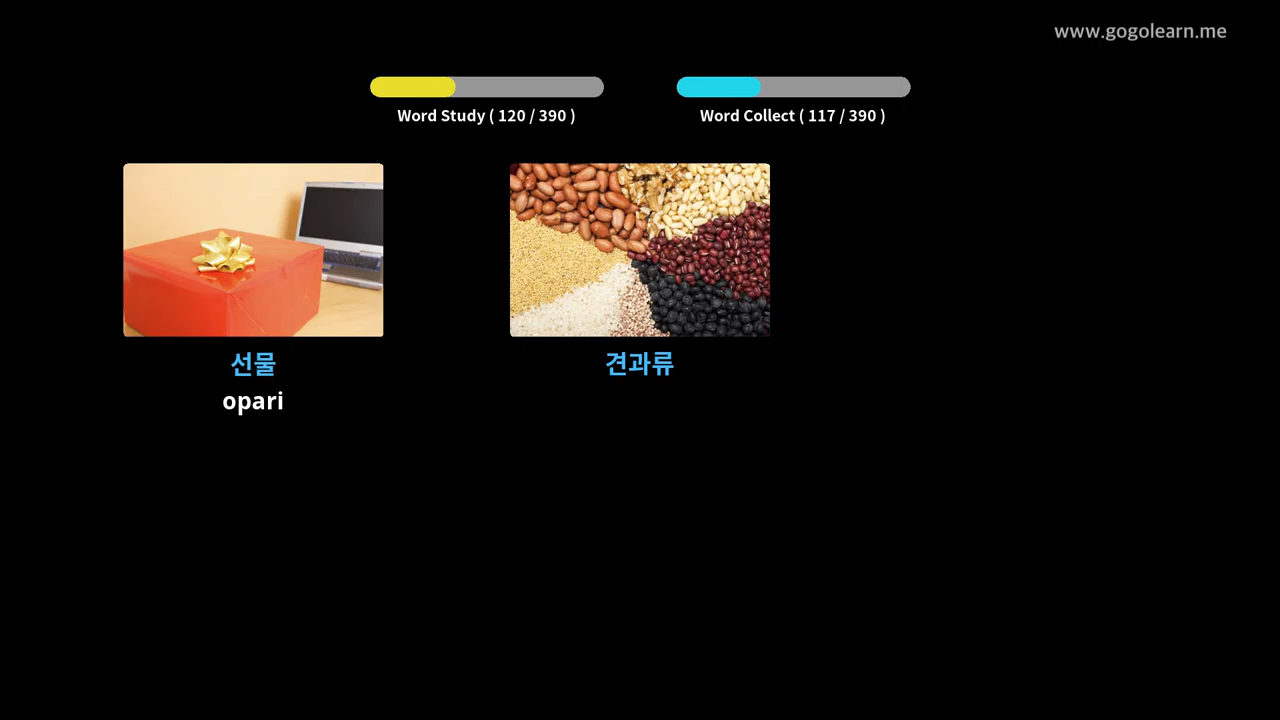 www.gogolearn.me
Word Study ( 120 / 390 )
Word Collect ( 117 / 390 )
선물
opari
견과류